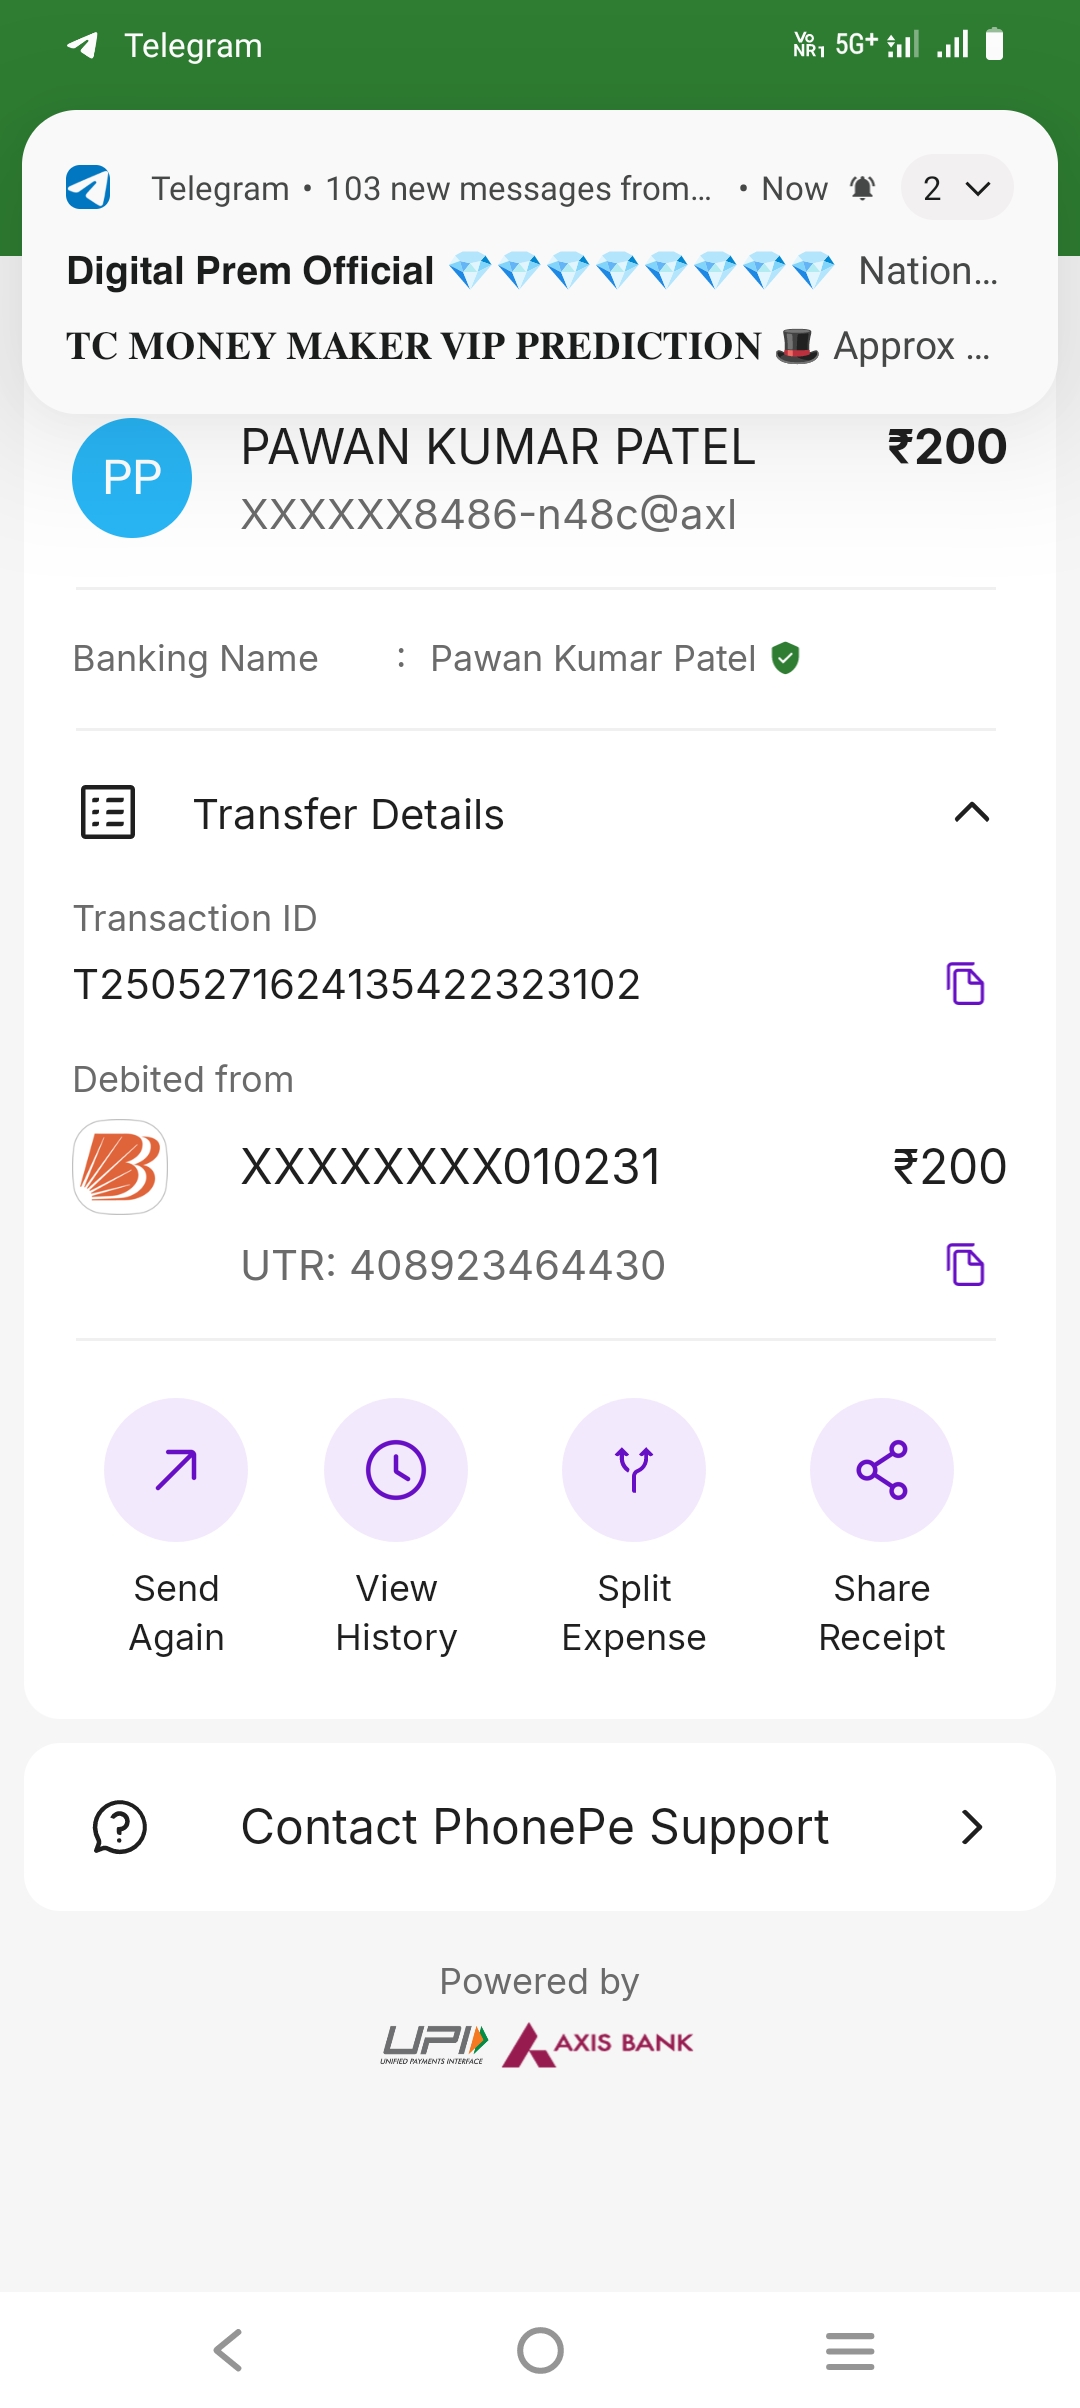 Telegram
Vo NR1 5G+
Telegram • 103 new messages from... • Now 2
Digital Prem Official 💎💎💎💎💎💎💎💎 Nation...
TC MONEY MAKER VIP PREDICTION 🎩 Approx ...
PP PAWAN KUMAR PATEL ₹200
XXXXXX8486-n48c@axl
Banking Name : Pawan Kumar Patel
Transfer Details
Transaction ID
T2505271624135422323102
Debited from
XXXXXXXX010231 ₹200
UTR: 408923464430
Send Again
View History
Split Expense
Share Receipt
Contact PhonePe Support
Powered by
UPI AXIS BANK
UNIFIED PAYMENTS INTERFACE